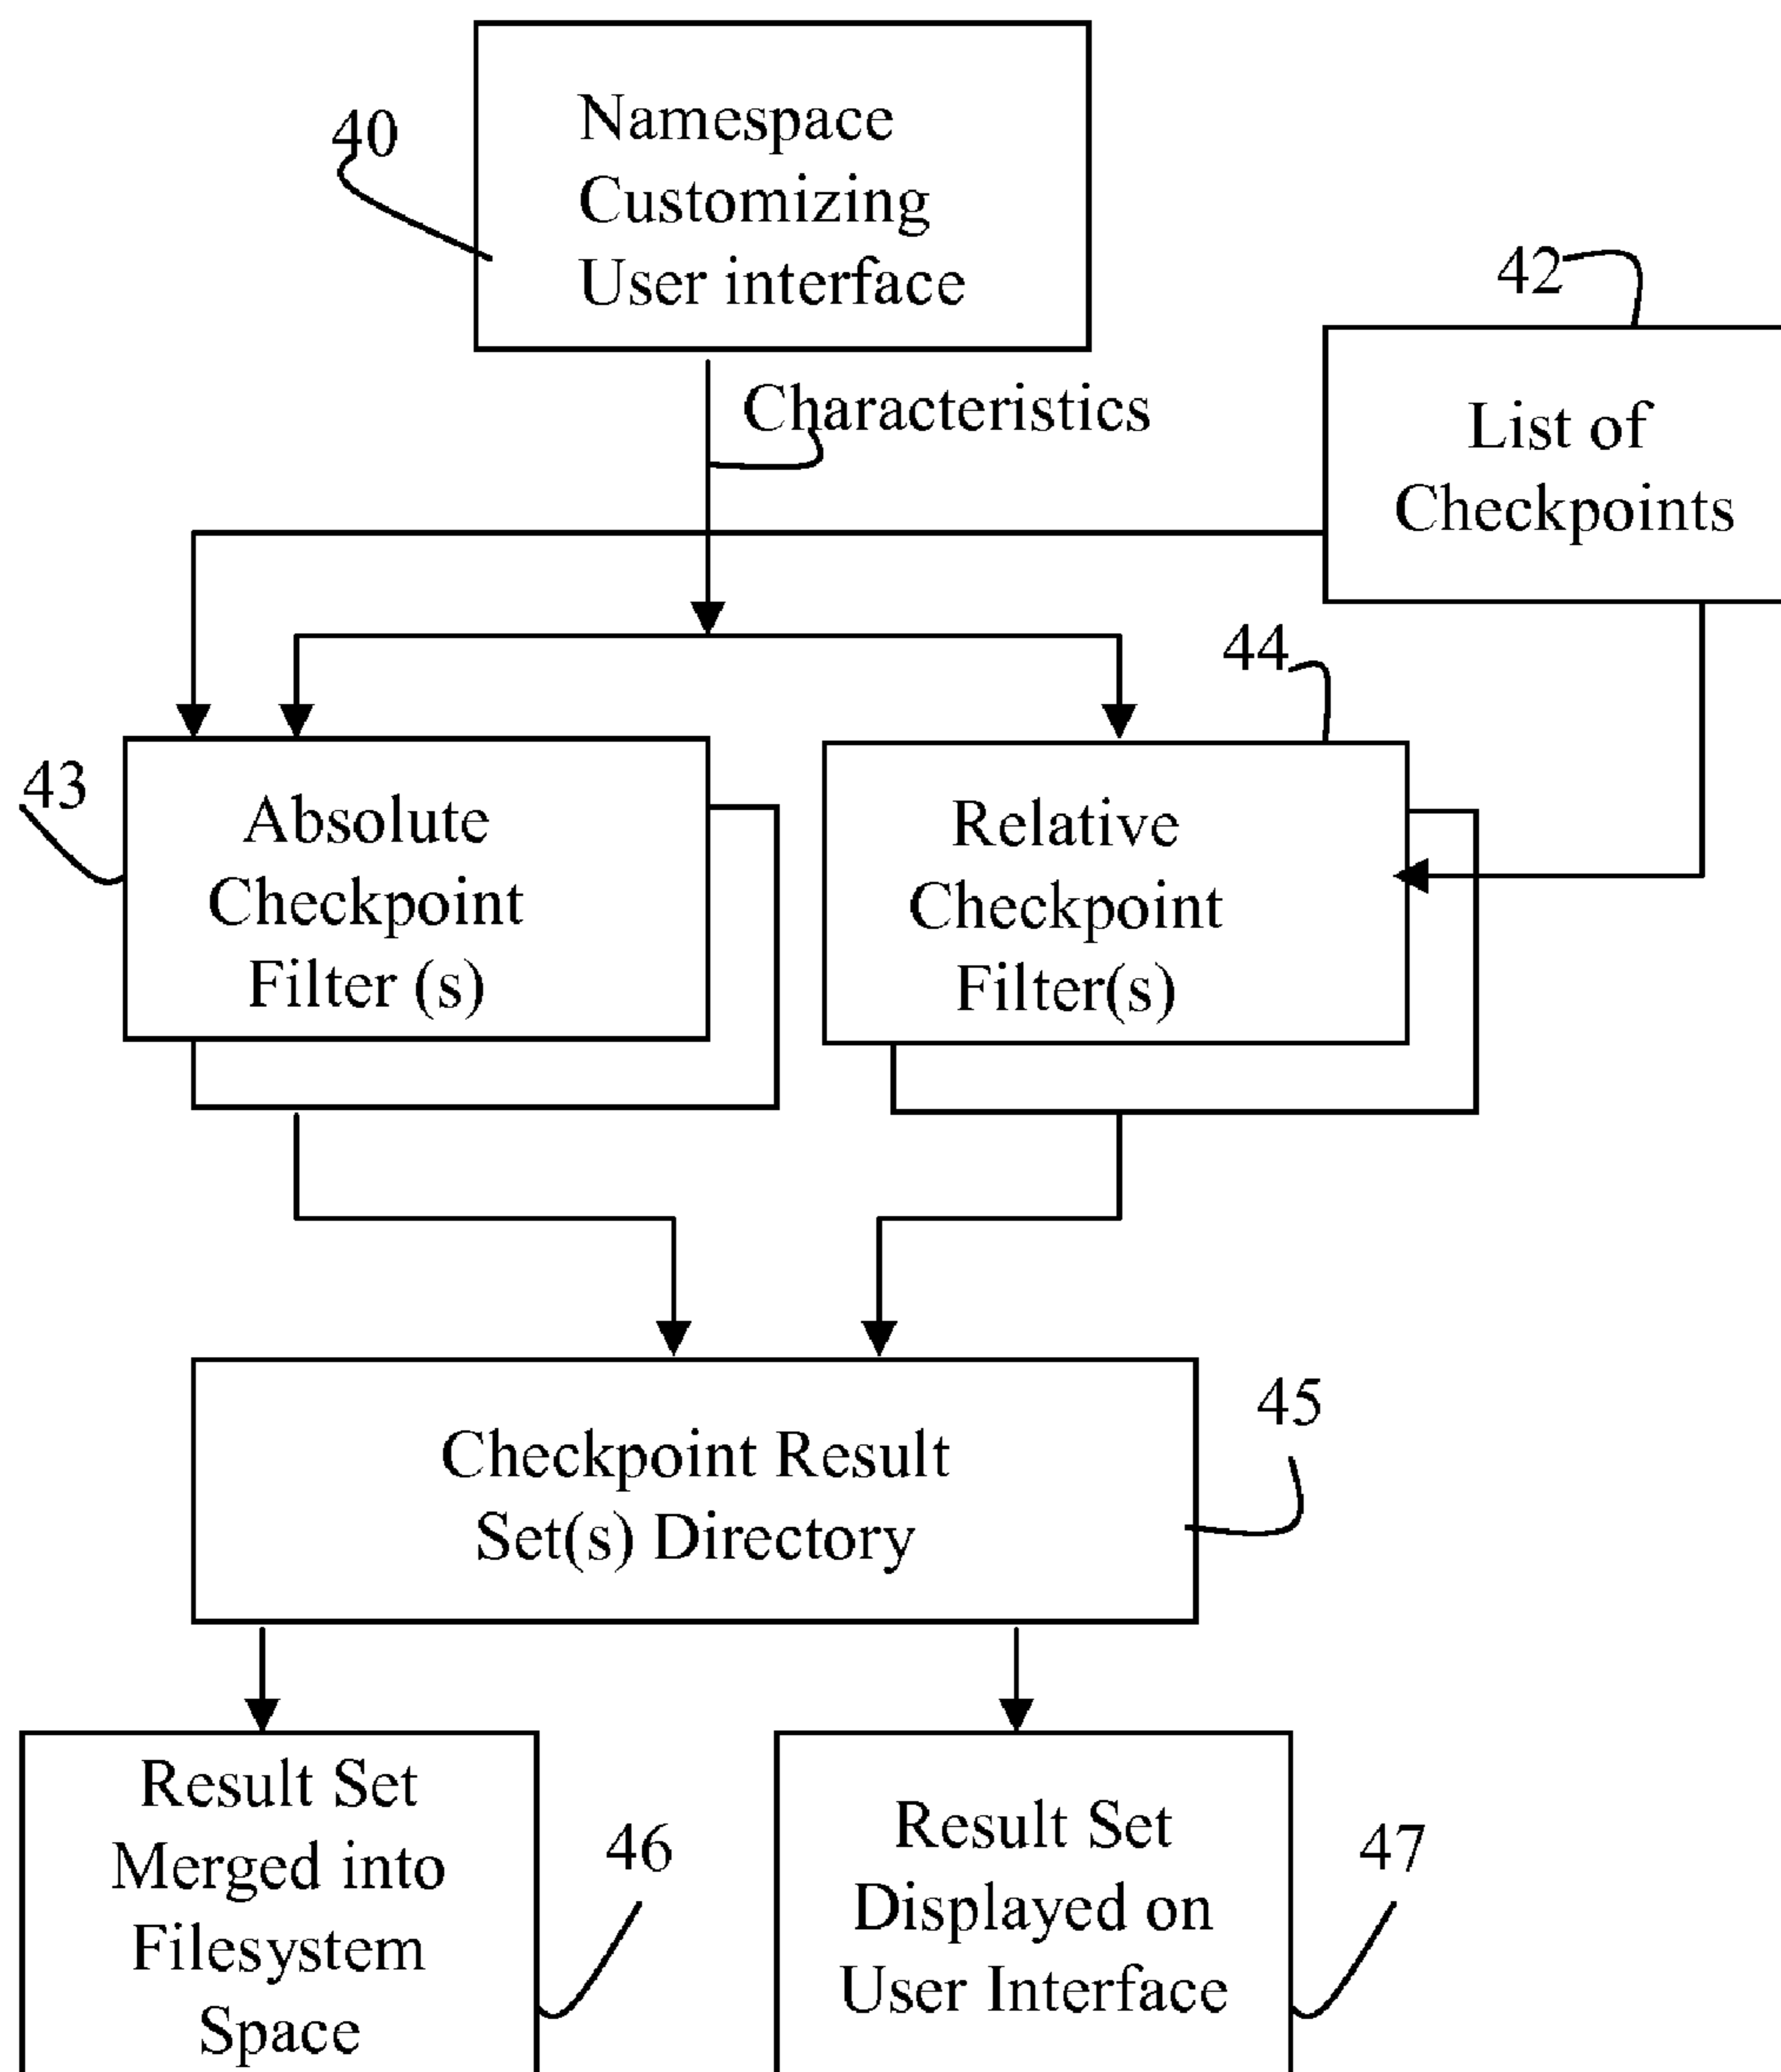 40
Namespace
Customizing
User interface
42
List of
Checkpoints
Characteristics
44
43
Absolute
Checkpoint
Filter (s)
Relative
Checkpoint
Filter(s)
Checkpoint Result
Set(s) Directory
45
Result Set
Merged into
Filesystem
Space
46
Result Set
Displayed on
User Interface
47